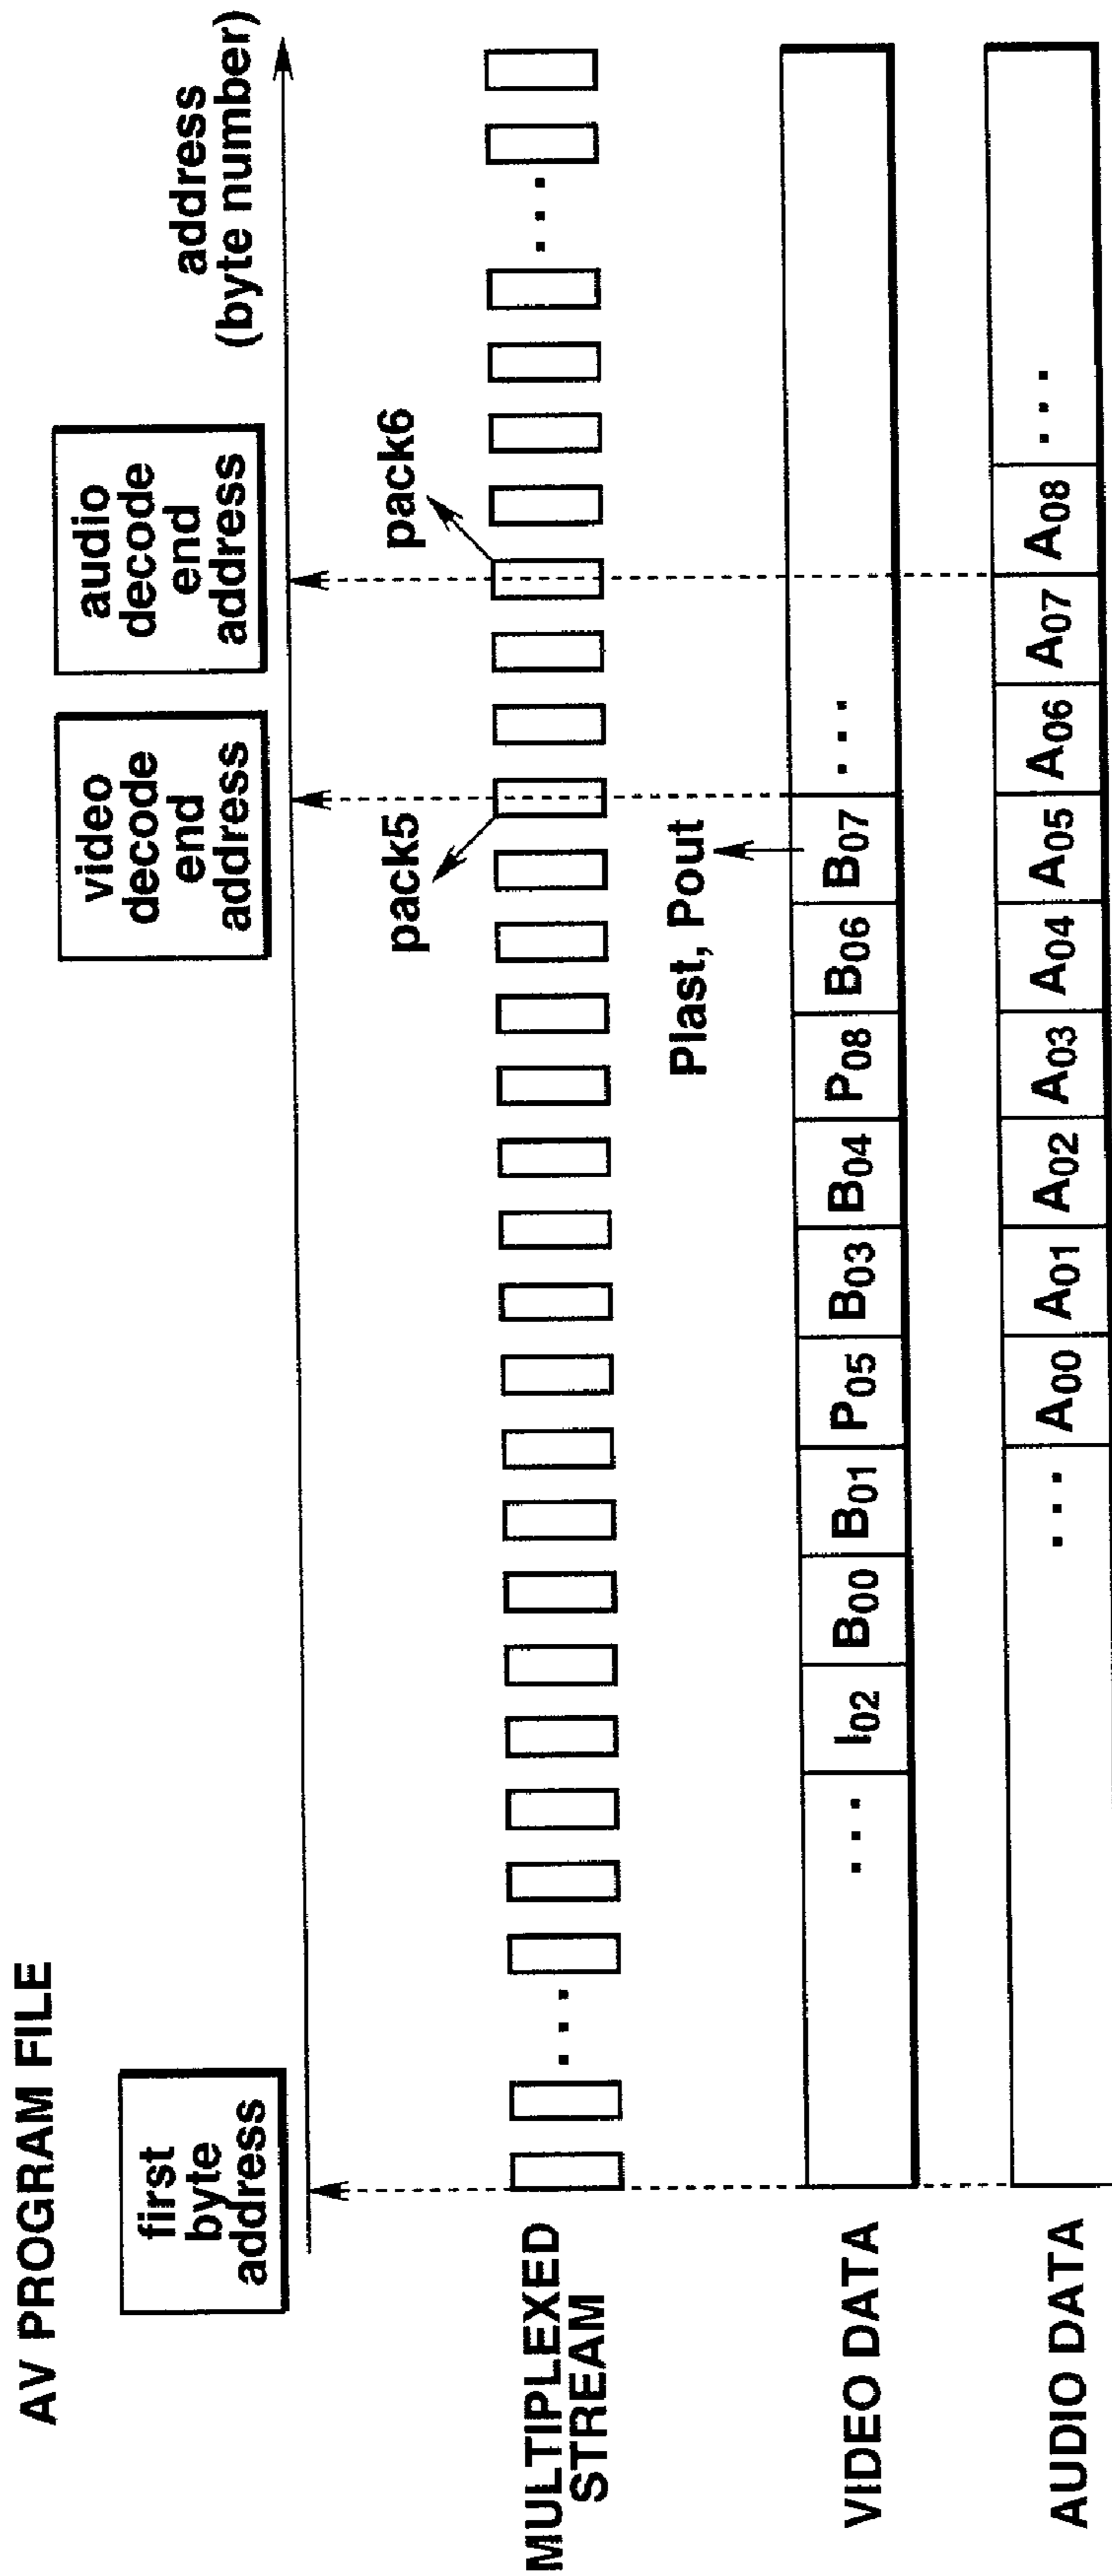 AV PROGRAM FILE
first
byte
address
video
decode
end
address
audio
decode
end
address
address
(byte number)
MULTIPLEXED
STREAM
...
pack5
pack6
...
Plast, Pout
VIDEO DATA
... I02 B00 B01 P05 B03 B04 P08 B06 B07 ...
AUDIO DATA
... A00 A01 A02 A03 A04 A05 A06 A07 A08 ...